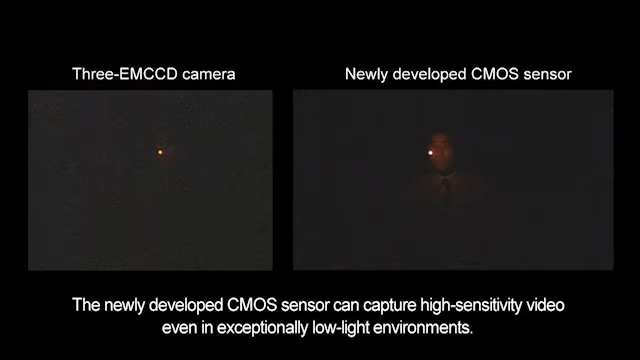 Three-EMCCD camera
Newly developed CMOS sensor
The newly developed CMOS sensor can capture high-sensitivity video
even in exceptionally low-light environments.